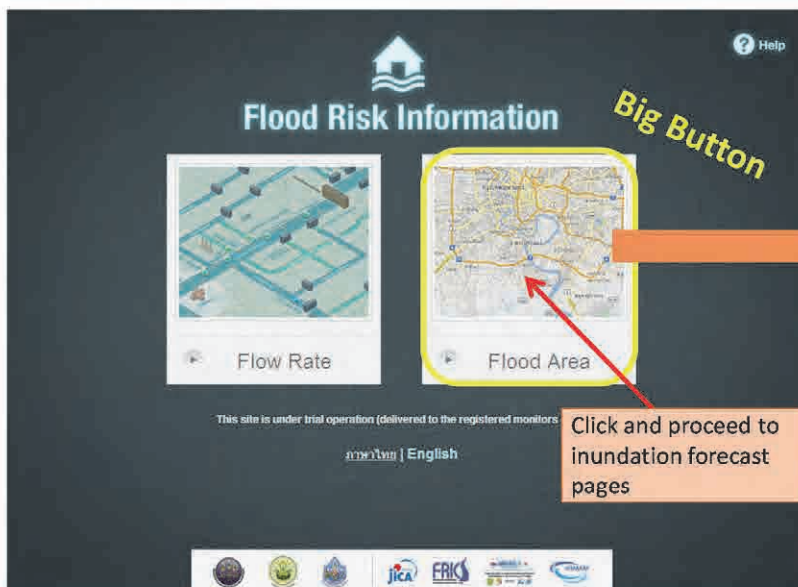 Help
Flood Risk Information
Big Button
Flow Rate
Flood Area
This site is under trial operation (delivered to the registered monitors
Click and proceed to
inundation forecast
pages
ภาษาไทย | English
JICA FRICS